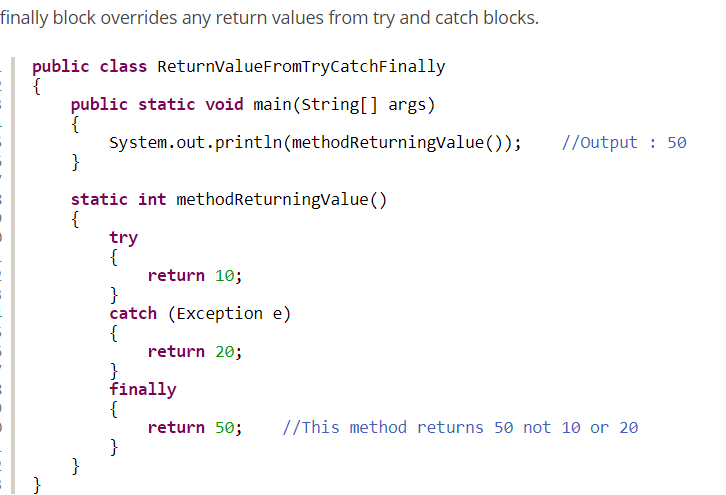 finally block overrides any return values from try and catch blocks.
public class ReturnValueFromTryCatchFinally
{
public static void main(String[] args)
{
System.out.println(methodReturningValue()); //Output : 50
}
static int methodReturningValue()
{
try
{
return 10;
}
catch (Exception e)
{
return 20;
}
finally
{
return 50; //This method returns 50 not 10 or 20
}
}
}